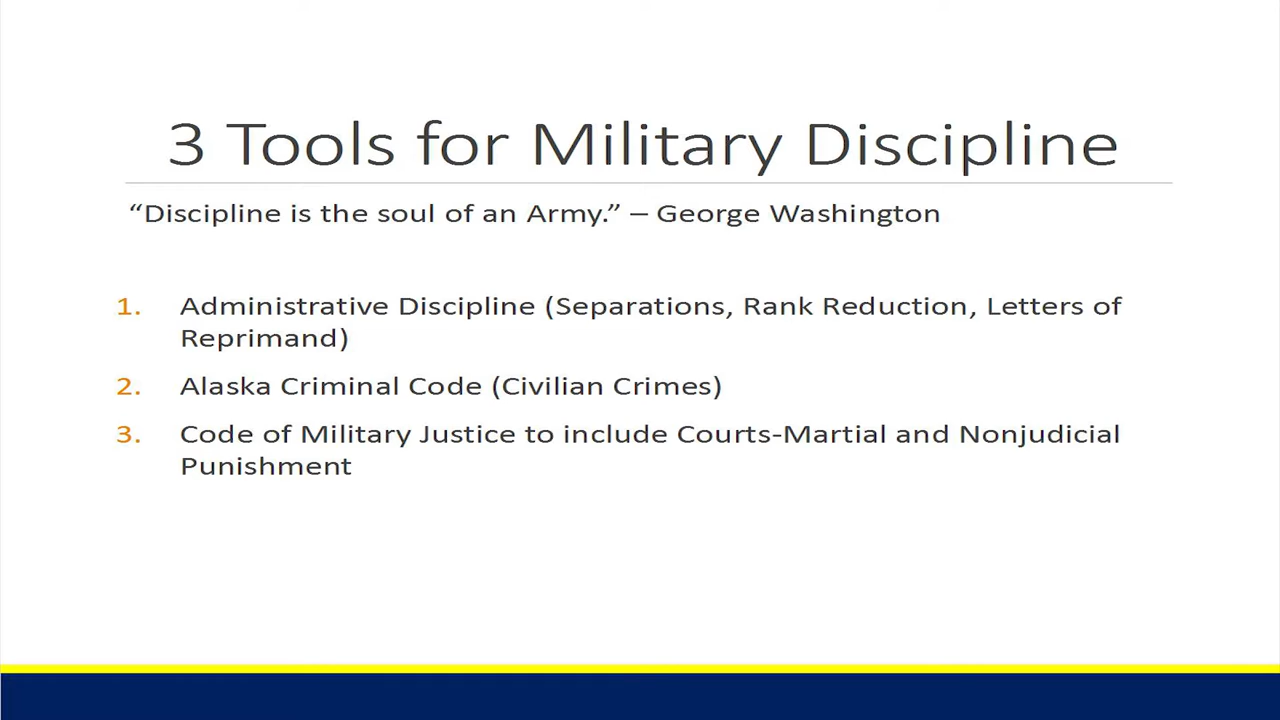 3 Tools for Military Discipline
“Discipline is the soul of an Army.” – George Washington
1. Administrative Discipline (Separations, Rank Reduction, Letters of
Reprimand)
2. Alaska Criminal Code (Civilian Crimes)
3. Code of Military Justice to include Courts-Martial and Nonjudicial
Punishment